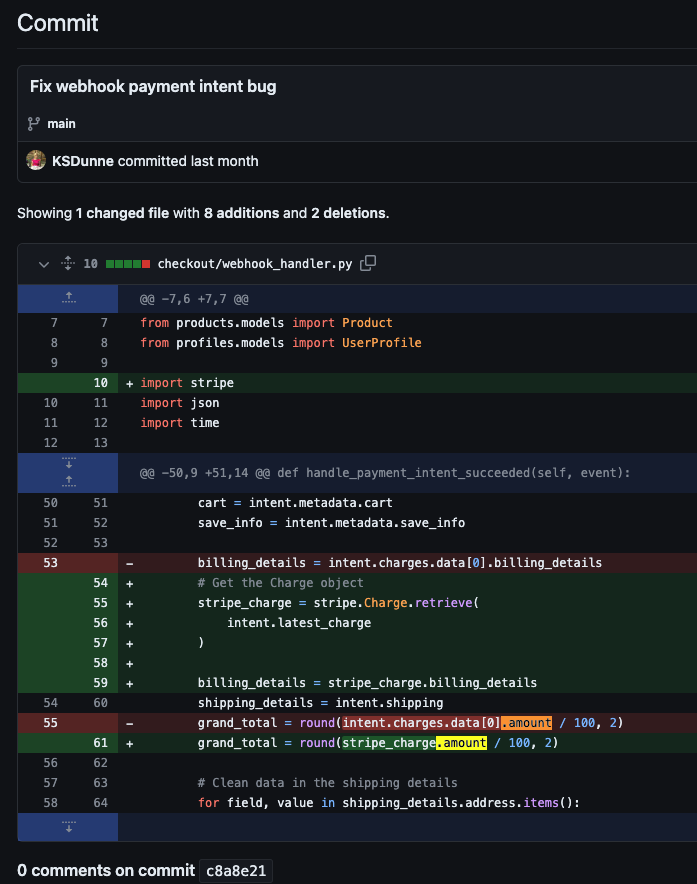 Commit
Fix webhook payment intent bug
main
KSDunne committed last month
Showing 1 changed file with 8 additions and 2 deletions.
10 checkout/webhook_handler.py
@@ -7,6 +7,7 @@
7 7 from products.models import Product
8 8 from profiles.models import UserProfile
9 9
10 + import stripe
10 11 import json
11 12 import time
12 13
@@ -50,9 +51,14 @@ def handle_payment_intent_succeeded(self, event):
50 51 cart = intent.metadata.cart
51 52 save_info = intent.metadata.save_info
52 53
53 - billing_details = intent.charges.data[0].billing_details
54 + # Get the Charge object
55 + stripe_charge = stripe.Charge.retrieve(
56 + intent.latest_charge
57 + )
58 +
59 + billing_details = stripe_charge.billing_details
54 60 shipping_details = intent.shipping
55 - grand_total = round(intent.charges.data[0].amount / 100, 2)
61 + grand_total = round(stripe_charge.amount / 100, 2)
56 62
57 63 # Clean data in the shipping details
58 64 for field, value in shipping_details.address.items():
0 comments on commit c8a8e21